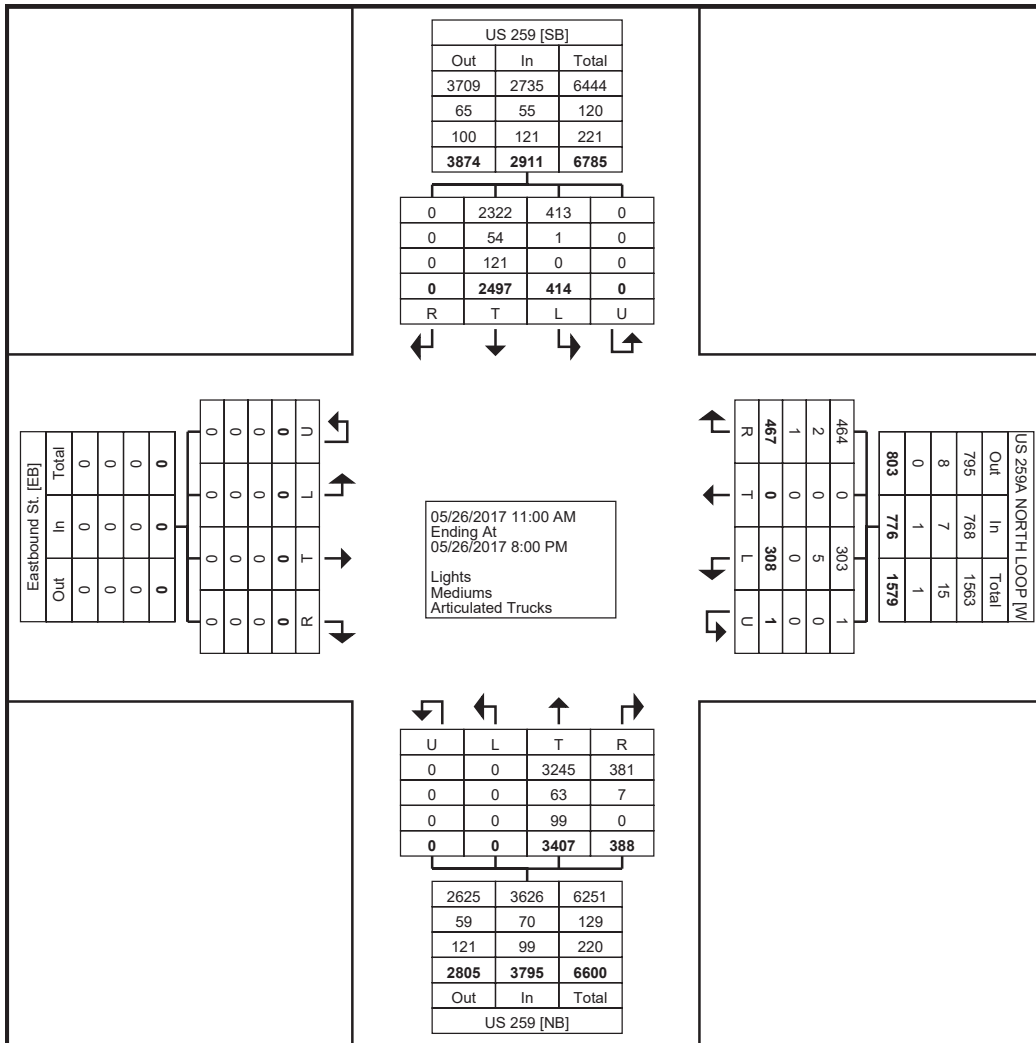 US 259 [SB]
Out In Total
3709 2735 6444
65 55 120
100 121 221
3874 2911 6785
0 2322 413 0
0 54 1 0
0 121 0 0
0 2497 414 0
R T L U
Eastbound St. [EB]
Total In Out
0 0 0
0 0 0
0 0 0
0 0 0
0 0 0 0
0 0 0 0
0 0 0 0
0 0 0 0
U L T R
05/26/2017 11:00 AM
Ending At
05/26/2017 8:00 PM
Lights
Mediums
Articulated Trucks
R T L U
467 0 308 1
1 0 0 0
2 0 5 0
464 0 303 1
803 776 1579
0 1 1
8 7 15
795 768 1563
Out In Total
US 259A NORTH LOOP [W
U L T R
0 0 3245 381
0 0 63 7
0 0 99 0
0 0 3407 388
2625 3626 6251
59 70 129
121 99 220
2805 3795 6600
Out In Total
US 259 [NB]